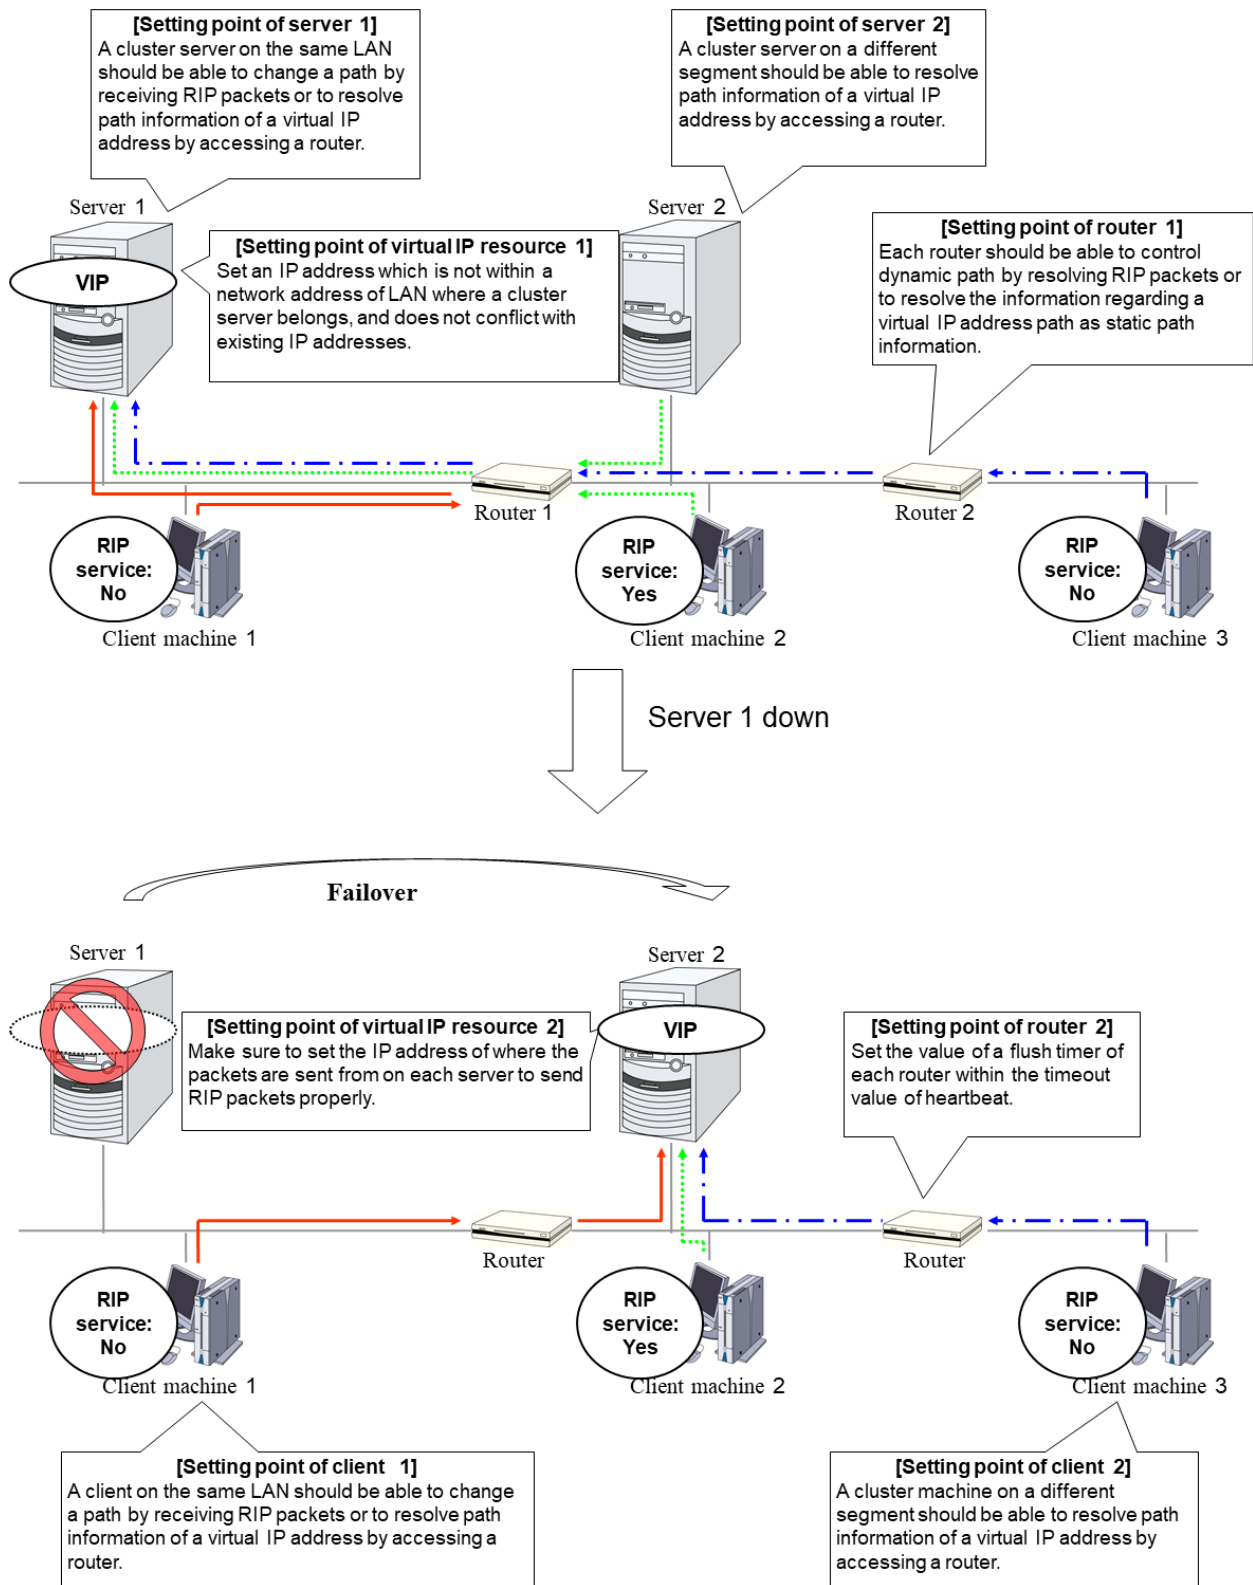 [Setting point of server 1]
A cluster server on the same LAN
should be able to change a path by
receiving RIP packets or to resolve
path information of a virtual IP
address by accessing a router.
[Setting point of server 2]
A cluster server on a different
segment should be able to resolve
path information of a virtual IP
address by accessing a router.
Server 1
Server 2
VIP
[Setting point of virtual IP resource 1]
Set an IP address which is not within a
network address of LAN where a cluster
server belongs, and does not conflict with
existing IP addresses.
[Setting point of router 1]
Each router should be able to control
dynamic path by resolving RIP packets or
to resolve the information regarding a
virtual IP address path as static path
information.
Router 1
Router 2
RIP
service:
No
RIP
service:
Yes
RIP
service:
No
Client machine 1
Client machine 2
Client machine 3
Server 1 down
Failover
Server 1
Server 2
VIP
[Setting point of virtual IP resource 2]
Make sure to set the IP address of where the
packets are sent from on each server to send
RIP packets properly.
[Setting point of router 2]
Set the value of a flush timer of
each router within the timeout
value of heartbeat.
Router
Router
RIP
service:
No
RIP
service:
Yes
RIP
service:
No
Client machine 1
Client machine 2
Client machine 3
[Setting point of client 1]
A client on the same LAN should be able to change
a path by receiving RIP packets or to resolve path
information of a virtual IP address by accessing a
router.
[Setting point of client 2]
A cluster machine on a different
segment should be able to resolve path
information of a virtual IP address by
accessing a router.